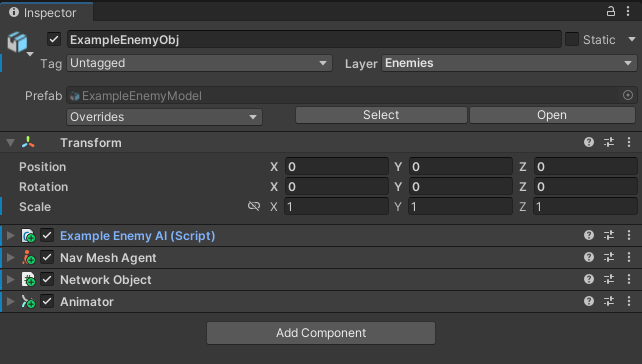 Inspector
ExampleEnemyObj Static
Tag Untagged Layer Enemies
Prefab ExampleEnemyModel
Overrides Select Open
Transform
Position X 0 Y 0 Z 0
Rotation X 0 Y 0 Z 0
Scale X 1 Y 1 Z 1
Example Enemy AI (Script)
Nav Mesh Agent
Network Object
Animator
Add Component